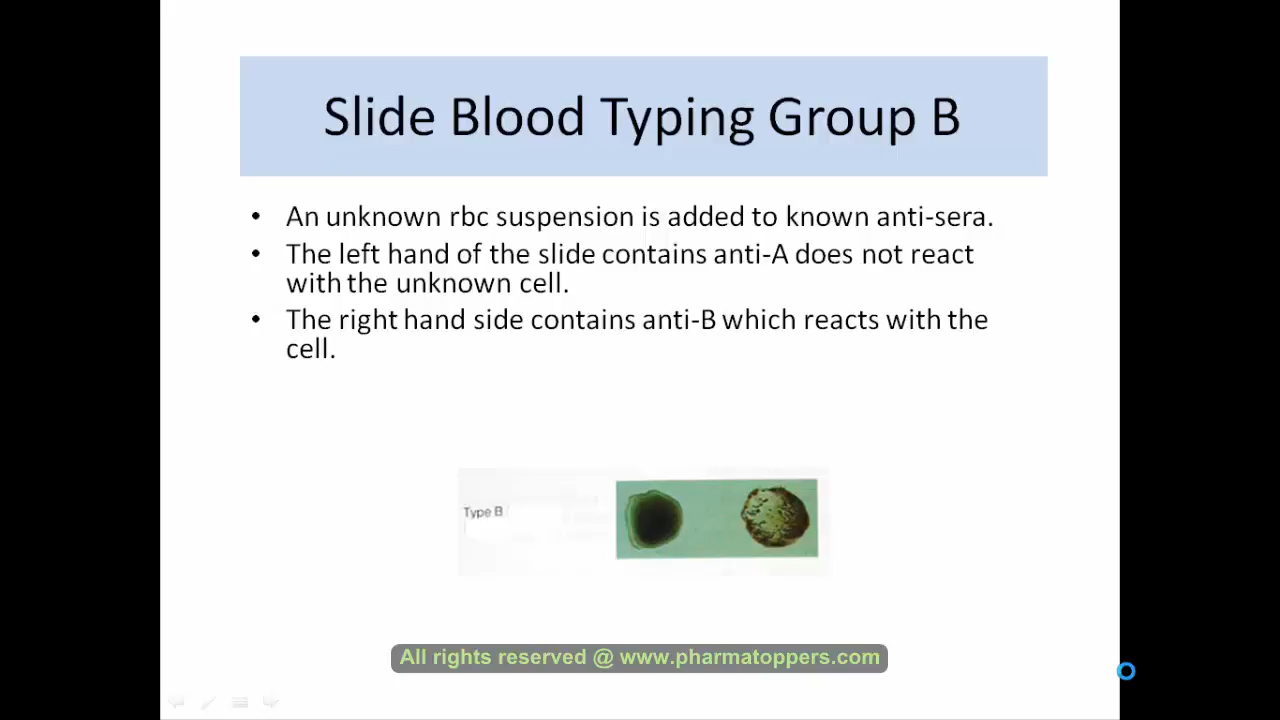 Slide Blood Typing Group B
• An unknown rbc suspension is added to known anti-sera.
• The left hand of the slide contains anti-A does not react
with the unknown cell.
• The right hand side contains anti-B which reacts with the
cell.
Type B
All rights reserved @ www.pharmatoppers.com